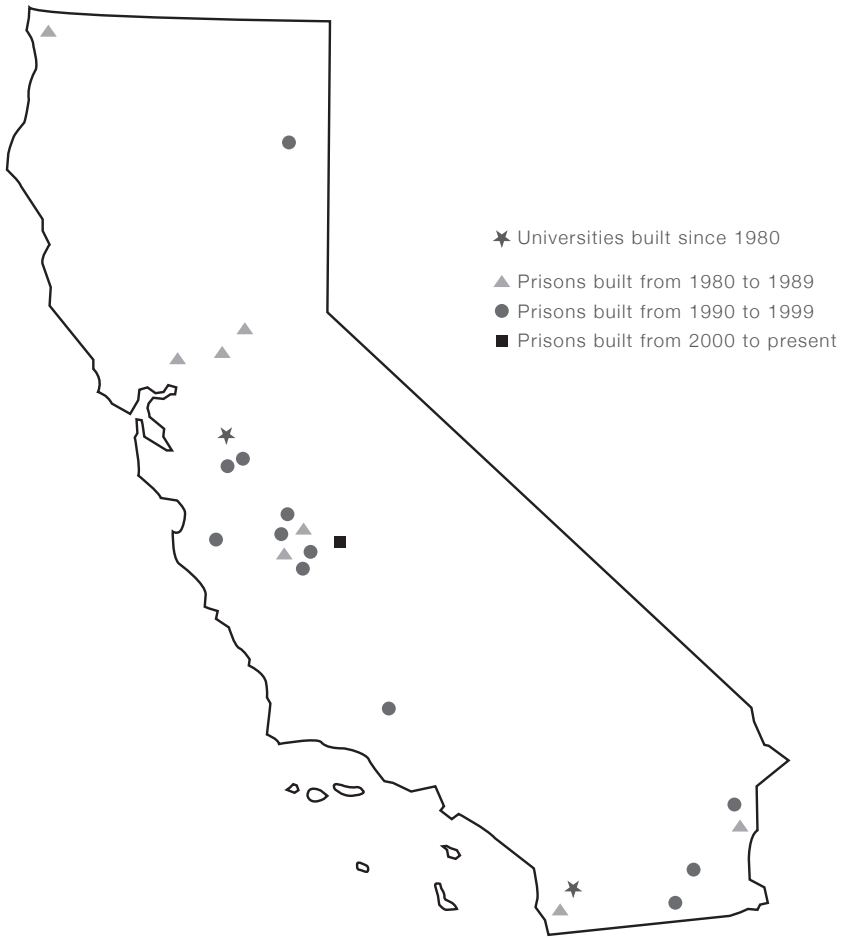 Universities built since 1980
Prisons built from 1980 to 1989
Prisons built from 1990 to 1999
Prisons built from 2000 to present